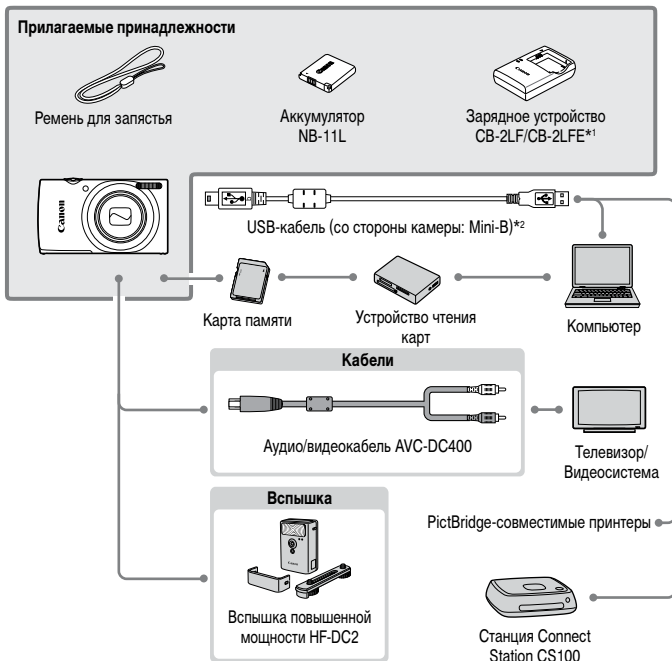 Прилагаемые принадлежности
Ремень для запястья
Аккумулятор
NB-11L
Зарядное устройство
CB-2LF/CB-2LFE*1
Canon
USB-кабель (со стороны камеры: Mini-B)*2
Карта памяти
Устройство чтения
карт
Компьютер
Кабели
Аудио/видеокабель AVC-DC400
Телевизор/
Видеосистема
Вспышка
Вспышка повышенной
мощности HF-DC2
PictBridge-совместимые принтеры
Станция Connect
Station CS100